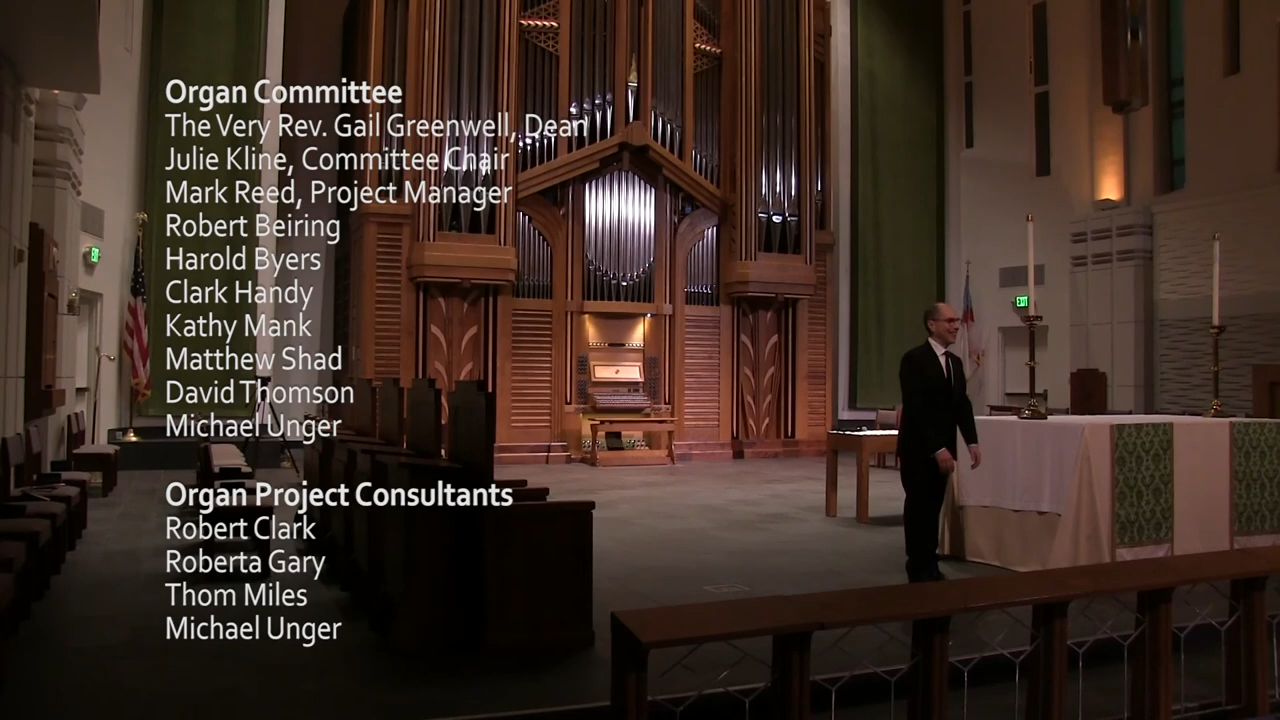 Organ Committee
The Very Rev. Gail Greenwell, Dean
Julie Kline, Committee Chair
Mark Reed, Project Manager
Robert Beiring
Harold Byers
Clark Handy
Kathy Mank
Matthew Shad
David Thomson
Michael Unger
Organ Project Consultants
Robert Clark
Roberta Gary
Thom Miles
Michael Unger
EXIT
EXIT